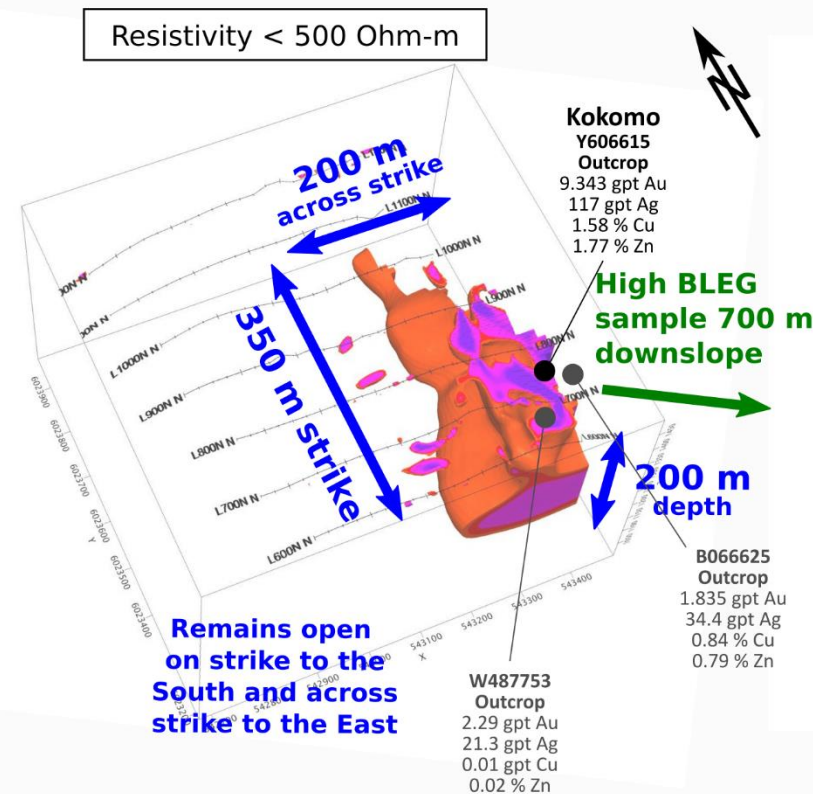 Resistivity < 500 Ohm-m
N
Kokomo
Y606615
Outcrop
9.343 gpt Au
117 gpt Ag
1.58 % Cu
1.77 % Zn
200 m
across strike
L1100N N
L1000N N
L900N N
L700N N
High BLEG
sample 700 m
downslope
350 m strike
L1000N N
L900N N
L800N N
L700N N
L600N N
200 m
depth
6023900
6023800
6023700
6023600
6023500
6023400
Y
543400
543300
543200
543100
X
542900
B066625
Outcrop
1.835 gpt Au
34.4 gpt Ag
0.84 % Cu
0.79 % Zn
Remains open
on strike to the
South and across
strike to the East
W487753
Outcrop
2.29 gpt Au
21.3 gpt Ag
0.01 gpt Cu
0.02 % Zn